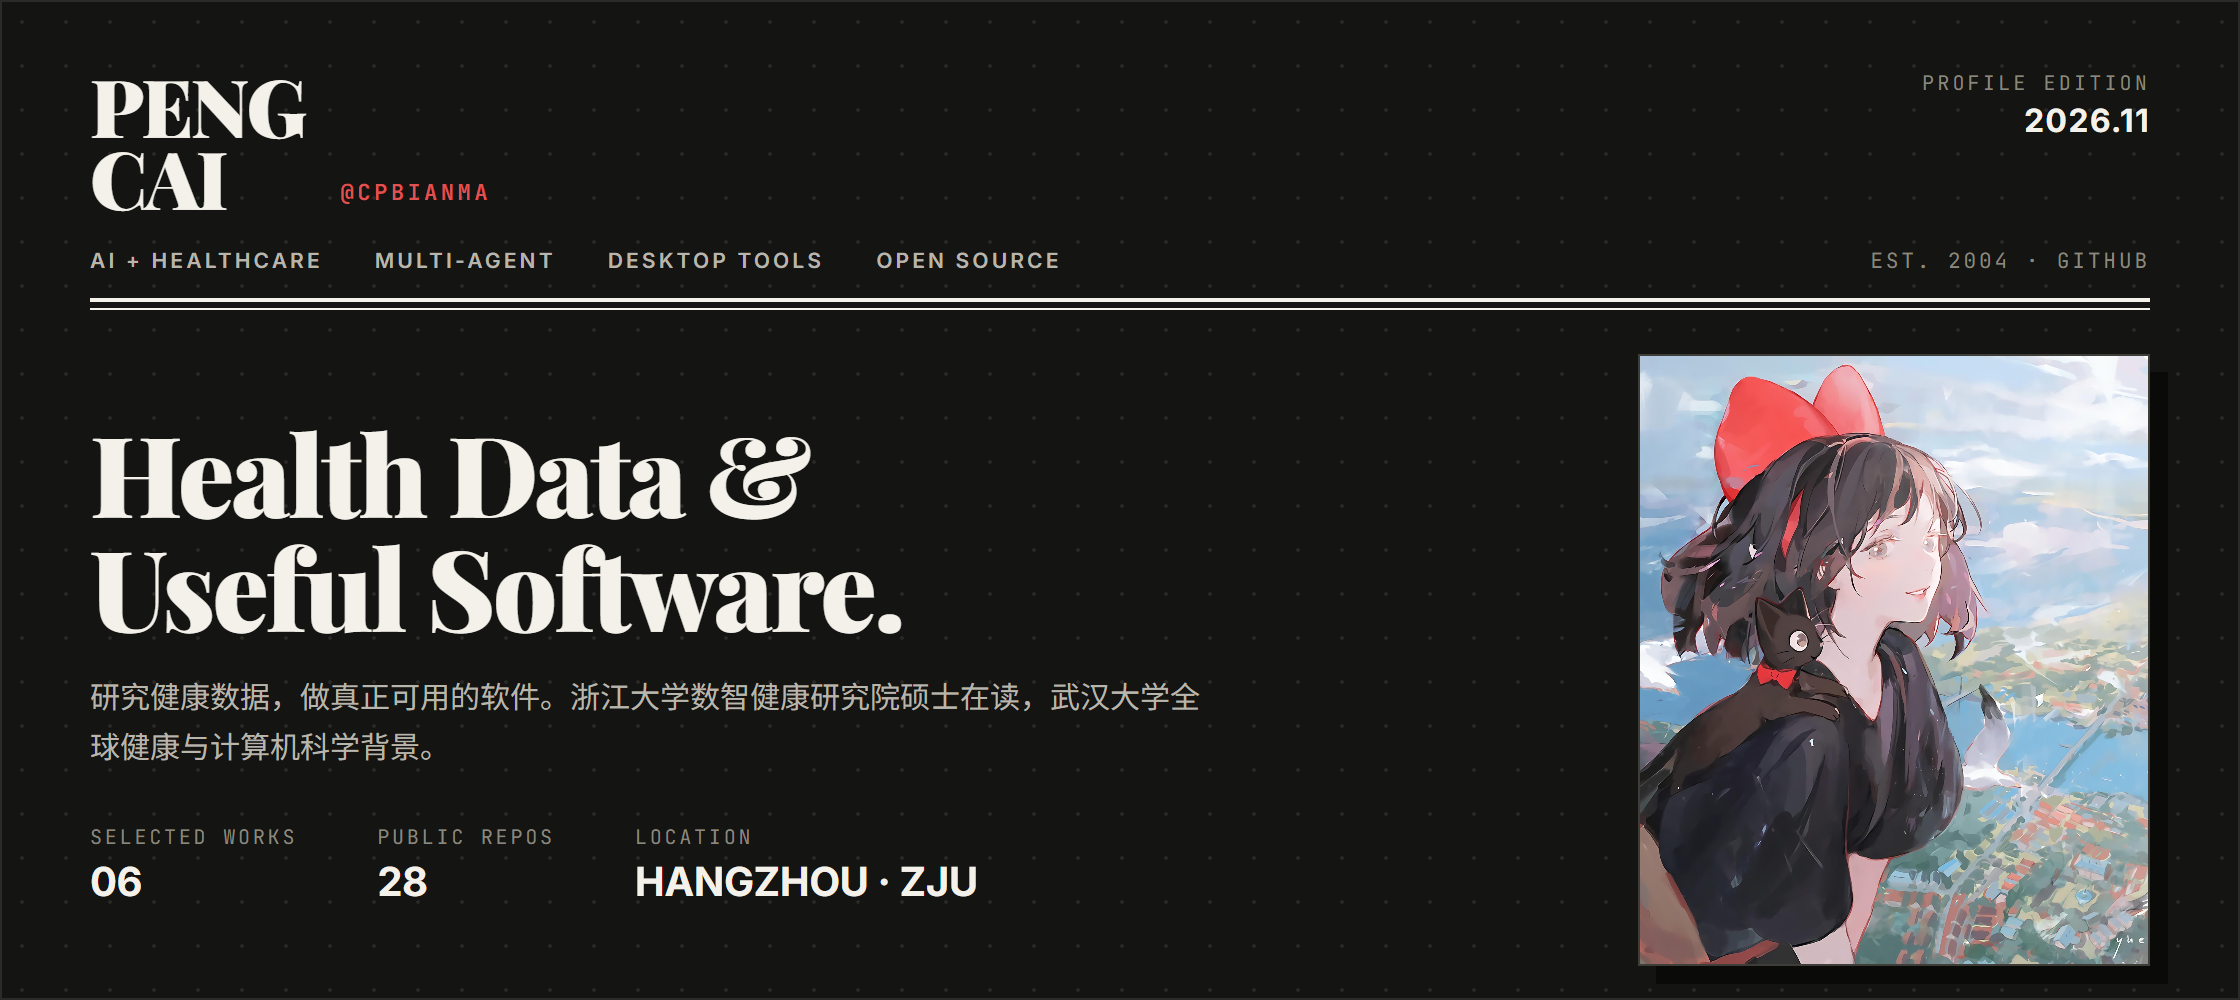 PENG
CAI
@CPBIANMA
PROFILE EDITION
2026.11
AI + HEALTHCARE MULTI-AGENT DESKTOP TOOLS OPEN SOURCE
EST. 2004 · GITHUB
Health Data &
Useful Software.
研究健康数据，做真正可用的软件。浙江大学数智健康研究院硕士在读，武汉大学全
球健康与计算机科学背景。
SELECTED WORKS
06
PUBLIC REPOS
28
LOCATION
HANGZHOU · ZJU
yue